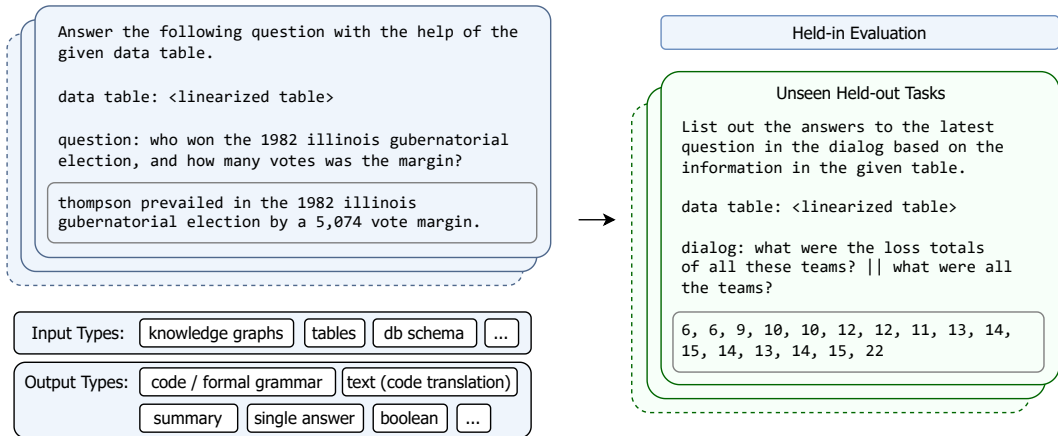 Answer the following question with the help of the
given data table.
data table: <linearized table>
question: who won the 1982 illinois gubernatorial
election, and how many votes was the margin?
thompson prevailed in the 1982 illinois
gubernatorial election by a 5,074 vote margin.
Input Types: knowledge graphs tables db schema ...
Output Types: code / formal grammar text (code translation)
summary single answer boolean ...
Held-in Evaluation
Unseen Held-out Tasks
List out the answers to the latest
question in the dialog based on the
information in the given table.
data table: <linearized table>
dialog: what were the loss totals
of all these teams? || what were all
the teams?
6, 6, 9, 10, 10, 12, 12, 11, 13, 14,
15, 14, 13, 14, 15, 22